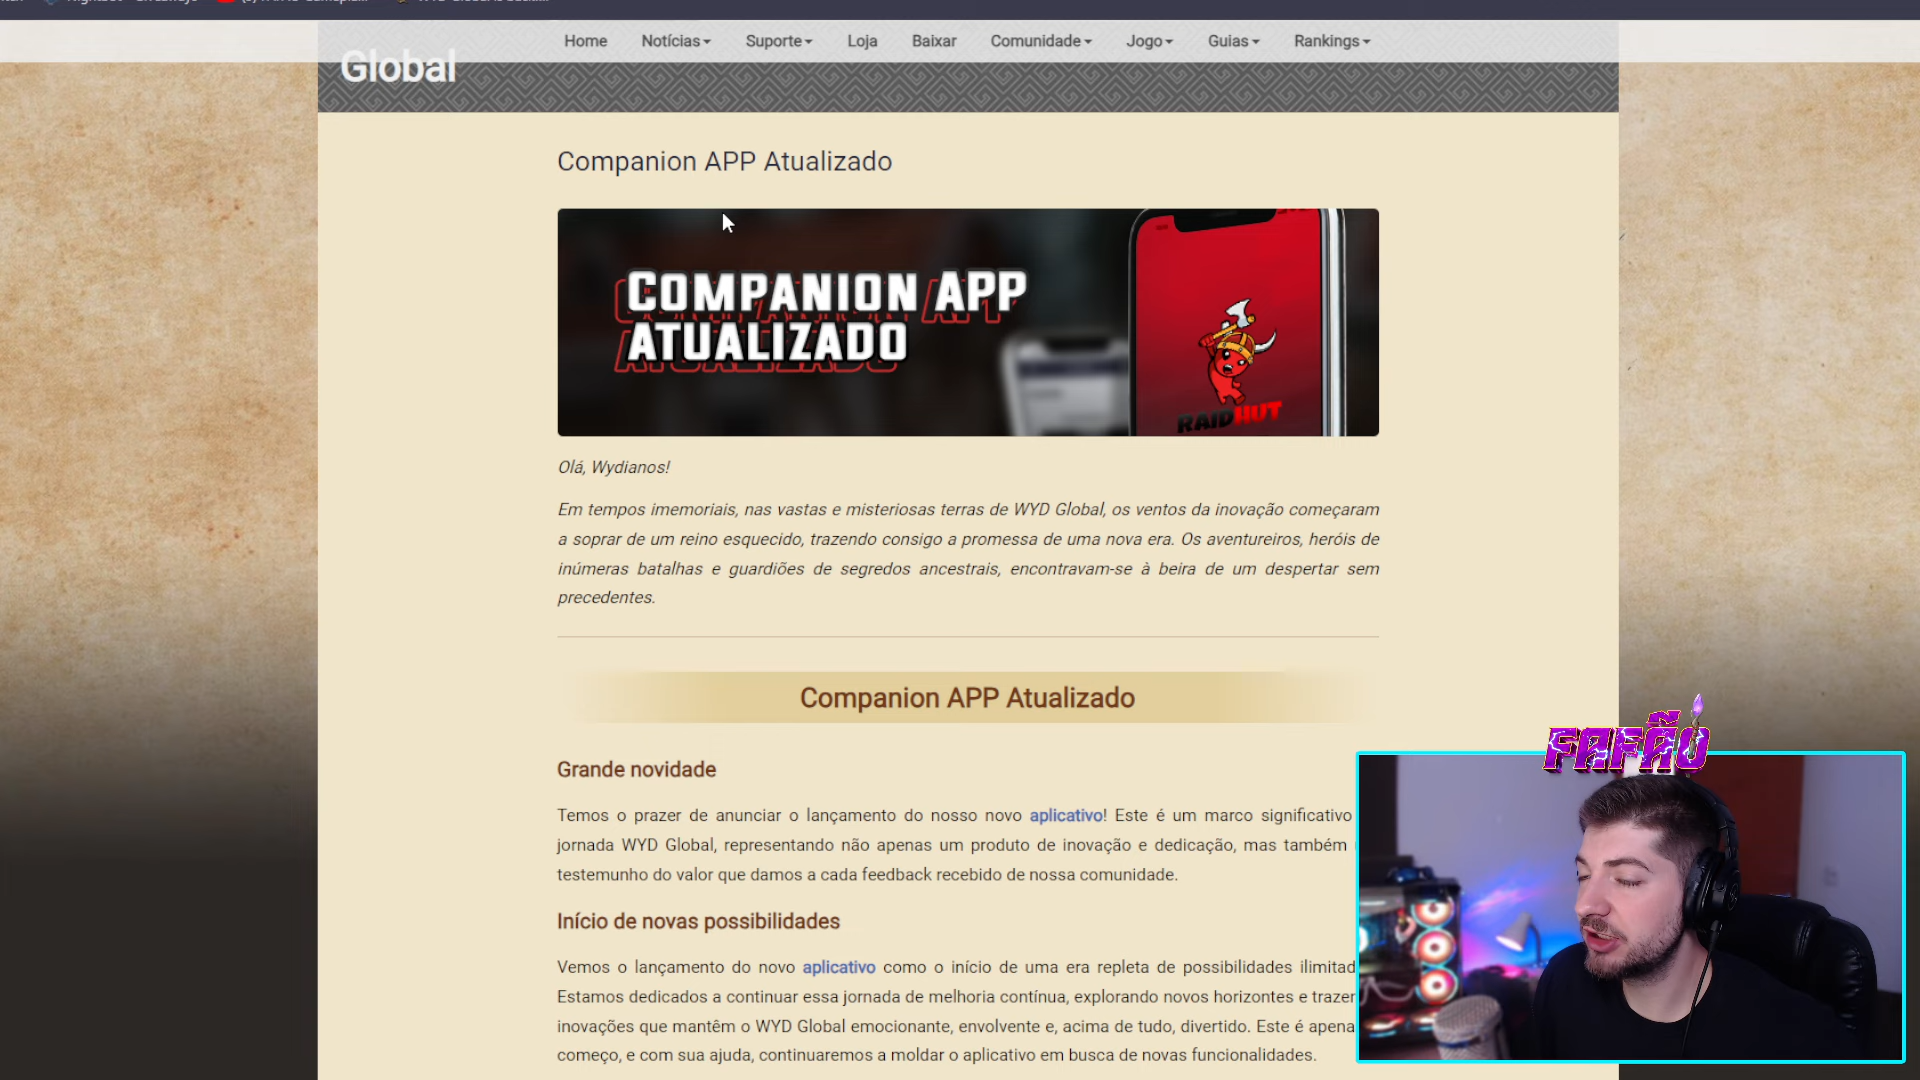 Home Notícias Suporte Loja Baixar Comunidade Jogo Guias Rankings
Global
Companion APP Atualizado
COMPANION APP
ATUALIZADO
RAIDHUT
Olá, Wydianos!
Em tempos imemoriais, nas vastas e misteriosas terras de WYD Global, os ventos da inovação começaram
a soprar de um reino esquecido, trazendo consigo a promessa de uma nova era. Os aventureiros, heróis de
inúmeras batalhas e guardiões de segredos ancestrais, encontravam-se à beira de um despertar sem
precedentes.
Companion APP Atualizado
Grande novidade
Temos o prazer de anunciar o lançamento do nosso novo aplicativo! Este é um marco significativo
jornada WYD Global, representando não apenas um produto de inovação e dedicação, mas também
testemunho do valor que damos a cada feedback recebido de nossa comunidade.
Início de novas possibilidades
Vemos o lançamento do novo aplicativo como o início de uma era repleta de possibilidades ilimitad
Estamos dedicados a continuar essa jornada de melhoria contínua, explorando novos horizontes e trazer
inovações que mantêm o WYD Global emocionante, envolvente e, acima de tudo, divertido. Este é apena
começo, e com sua ajuda, continuaremos a moldar o aplicativo em busca de novas funcionalidades.
FAFÃO